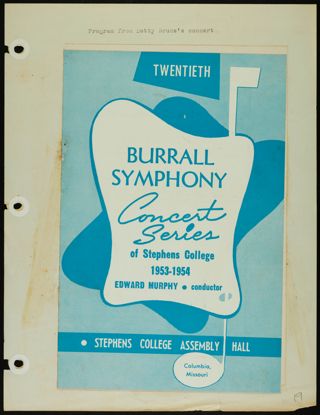 Program from Betty Bruce's concert.
TWENTIETH
BURRALL
SYMPHONY
Concert
Series
of Stephens College
1953-1954
EDWARD MURPHY • conductor
• STEPHENS COLLEGE ASSEMBLY HALL
Columbia,
Missouri